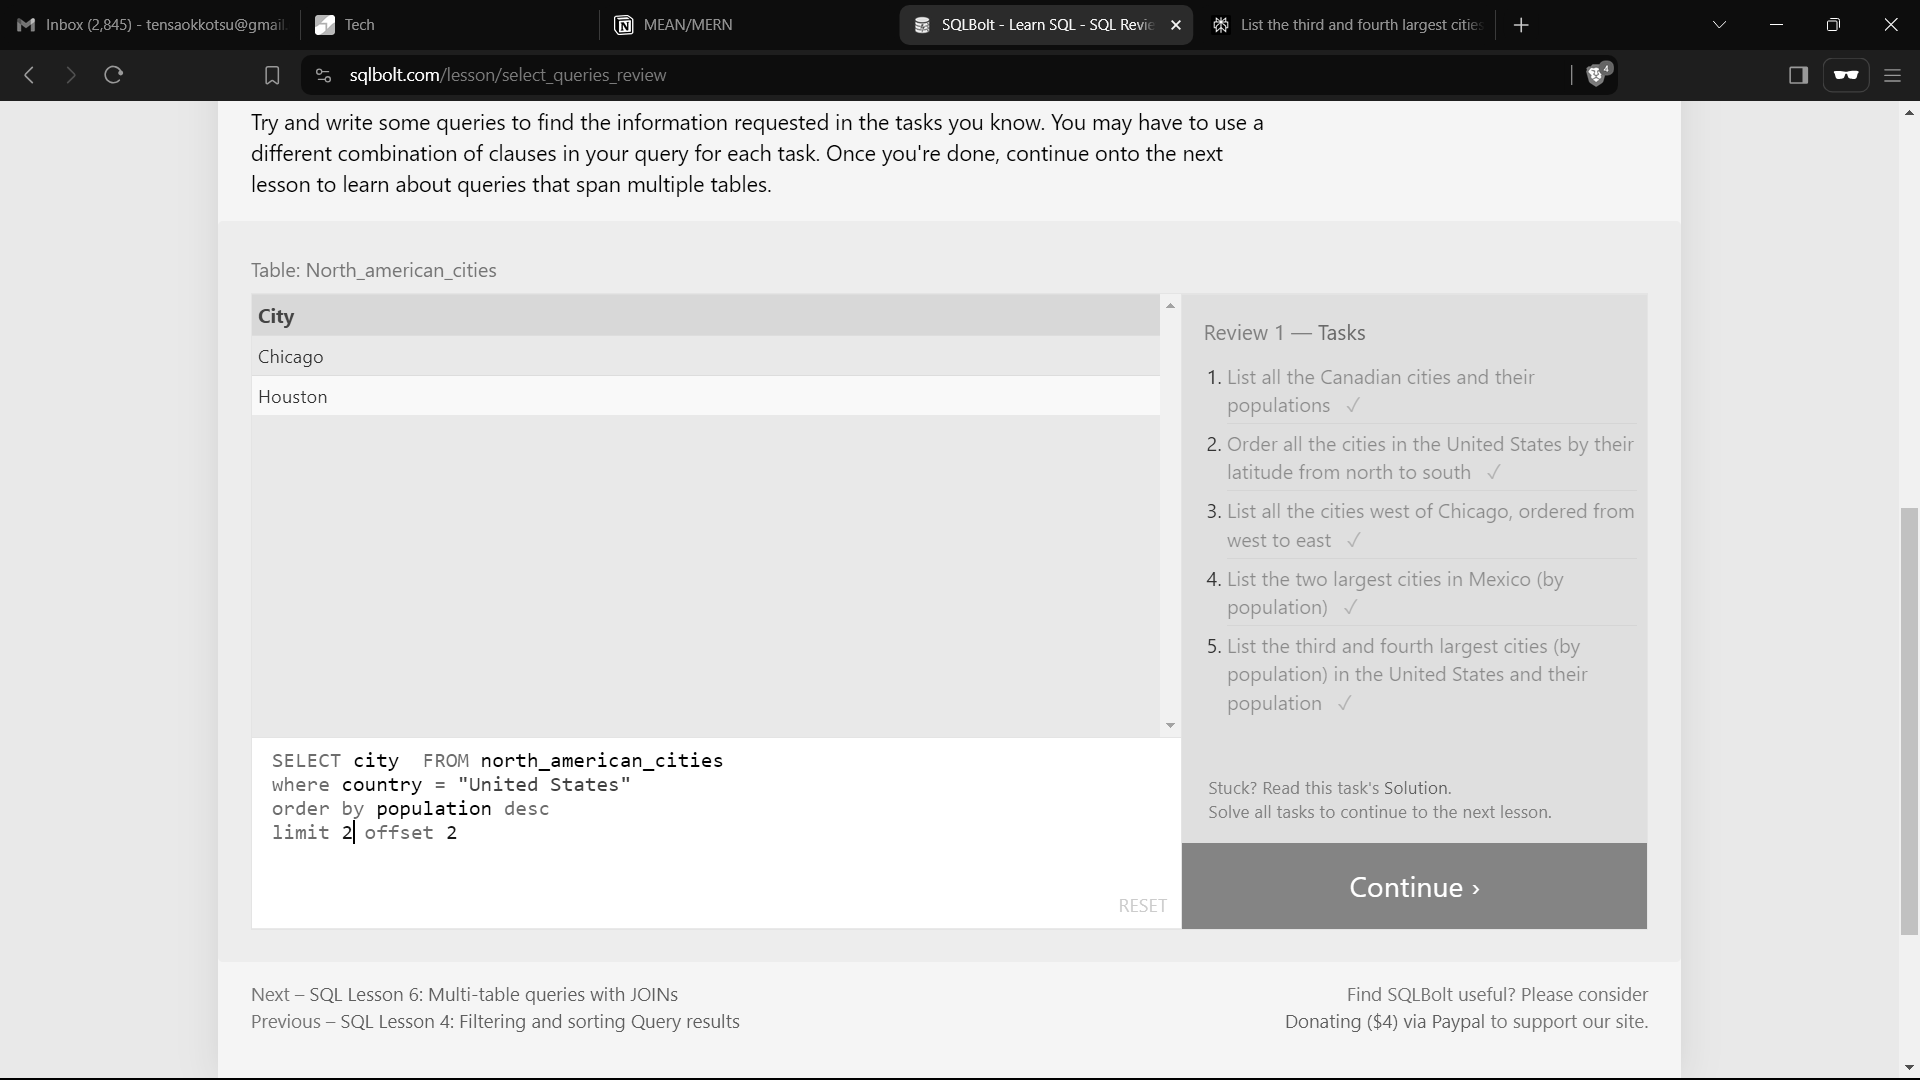 Inbox (2,845) - tensaokkotsu@gmail.
Tech
MEAN/MERN
SQLBolt - Learn SQL - SQL Revie
List the third and fourth largest cities
sqlbolt.com/lesson/select_queries_review
4
Try and write some queries to find the information requested in the tasks you know. You may have to use a
different combination of clauses in your query for each task. Once you're done, continue onto the next
lesson to learn about queries that span multiple tables.
Table: North_american_cities
City
Chicago
Houston
SELECT city  FROM north_american_cities
where country = "United States"
order by population desc
limit 2 offset 2
RESET
Review 1 — Tasks
1. List all the Canadian cities and their
populations ✓
2. Order all the cities in the United States by their
latitude from north to south ✓
3. List all the cities west of Chicago, ordered from
west to east ✓
4. List the two largest cities in Mexico (by
population) ✓
5. List the third and fourth largest cities (by
population) in the United States and their
population ✓
Stuck? Read this task's Solution.
Solve all tasks to continue to the next lesson.
Continue ›
Next – SQL Lesson 6: Multi-table queries with JOINs
Previous – SQL Lesson 4: Filtering and sorting Query results
Find SQLBolt useful? Please consider
Donating ($4) via Paypal to support our site.